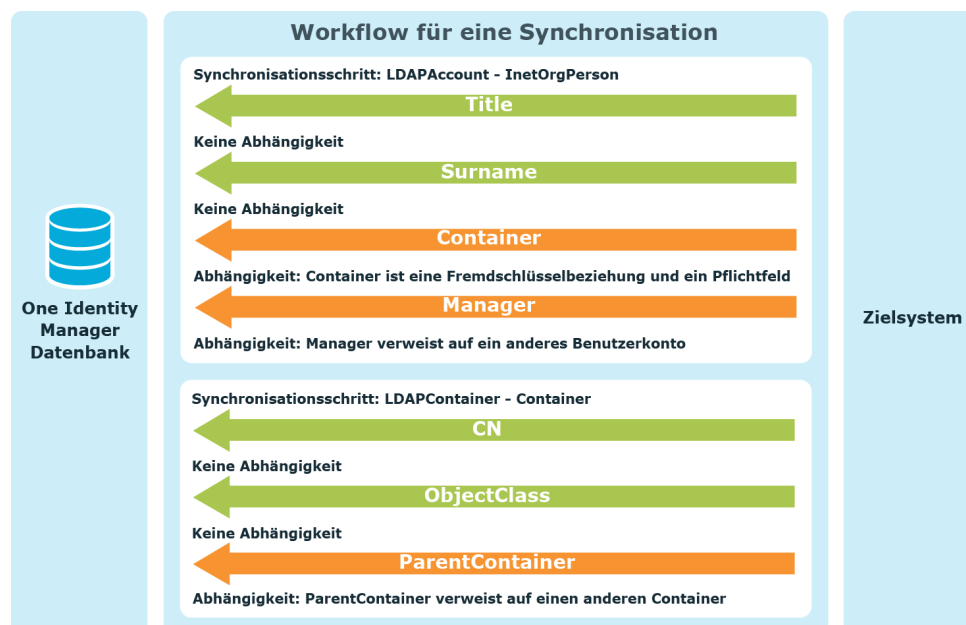 Workflow für eine Synchronisation
Synchronisationsschritt: LDAPAccount - InetOrgPerson
Title
Keine Abhängigkeit
Surname
Keine Abhängigkeit
Container
Abhängigkeit: Container ist eine Fremdschlüsselbeziehung und ein Pflichtfeld
Manager
Abhängigkeit: Manager verweist auf ein anderes Benutzerkonto
One Identity
Manager
Datenbank
Zielsystem
Synchronisationsschritt: LDAPContainer - Container
CN
Keine Abhängigkeit
ObjectClass
Keine Abhängigkeit
ParentContainer
Abhängigkeit: ParentContainer verweist auf einen anderen Container